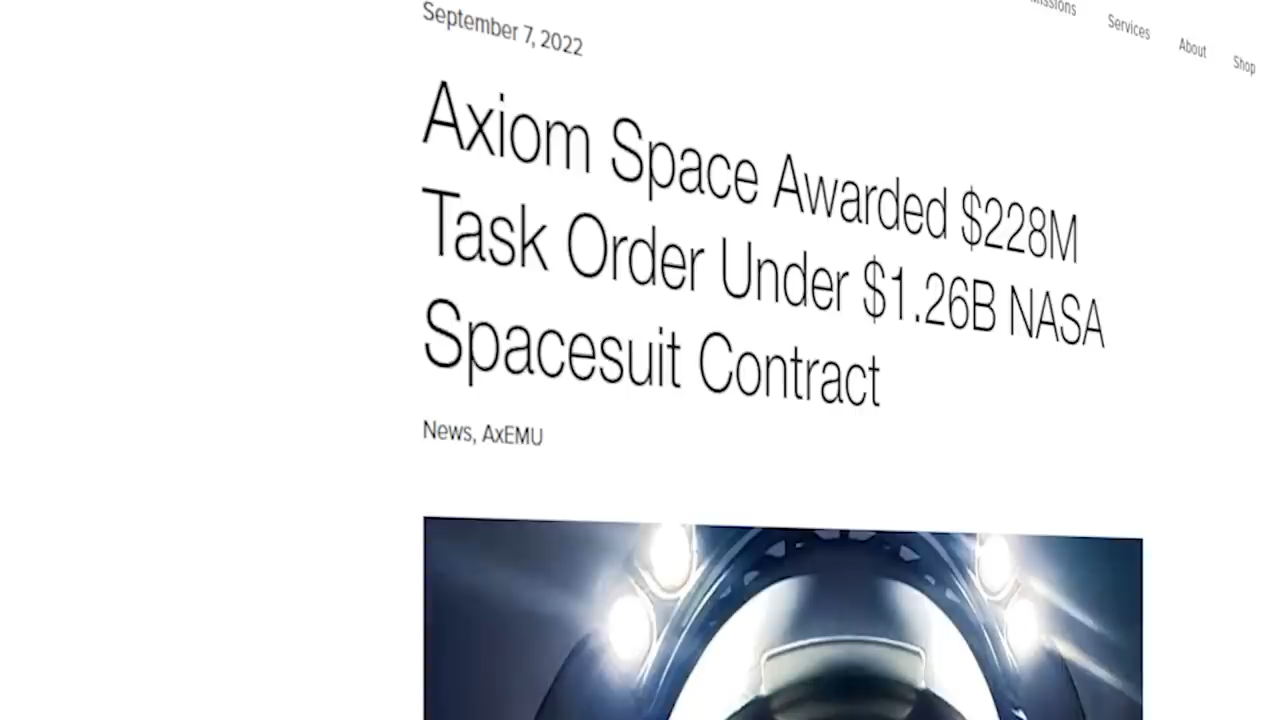 Services
About
Shop
September 7, 2022
Axiom Space Awarded $228M
Task Order Under $1.26B NASA
Spacesuit Contract
News, AxEMU